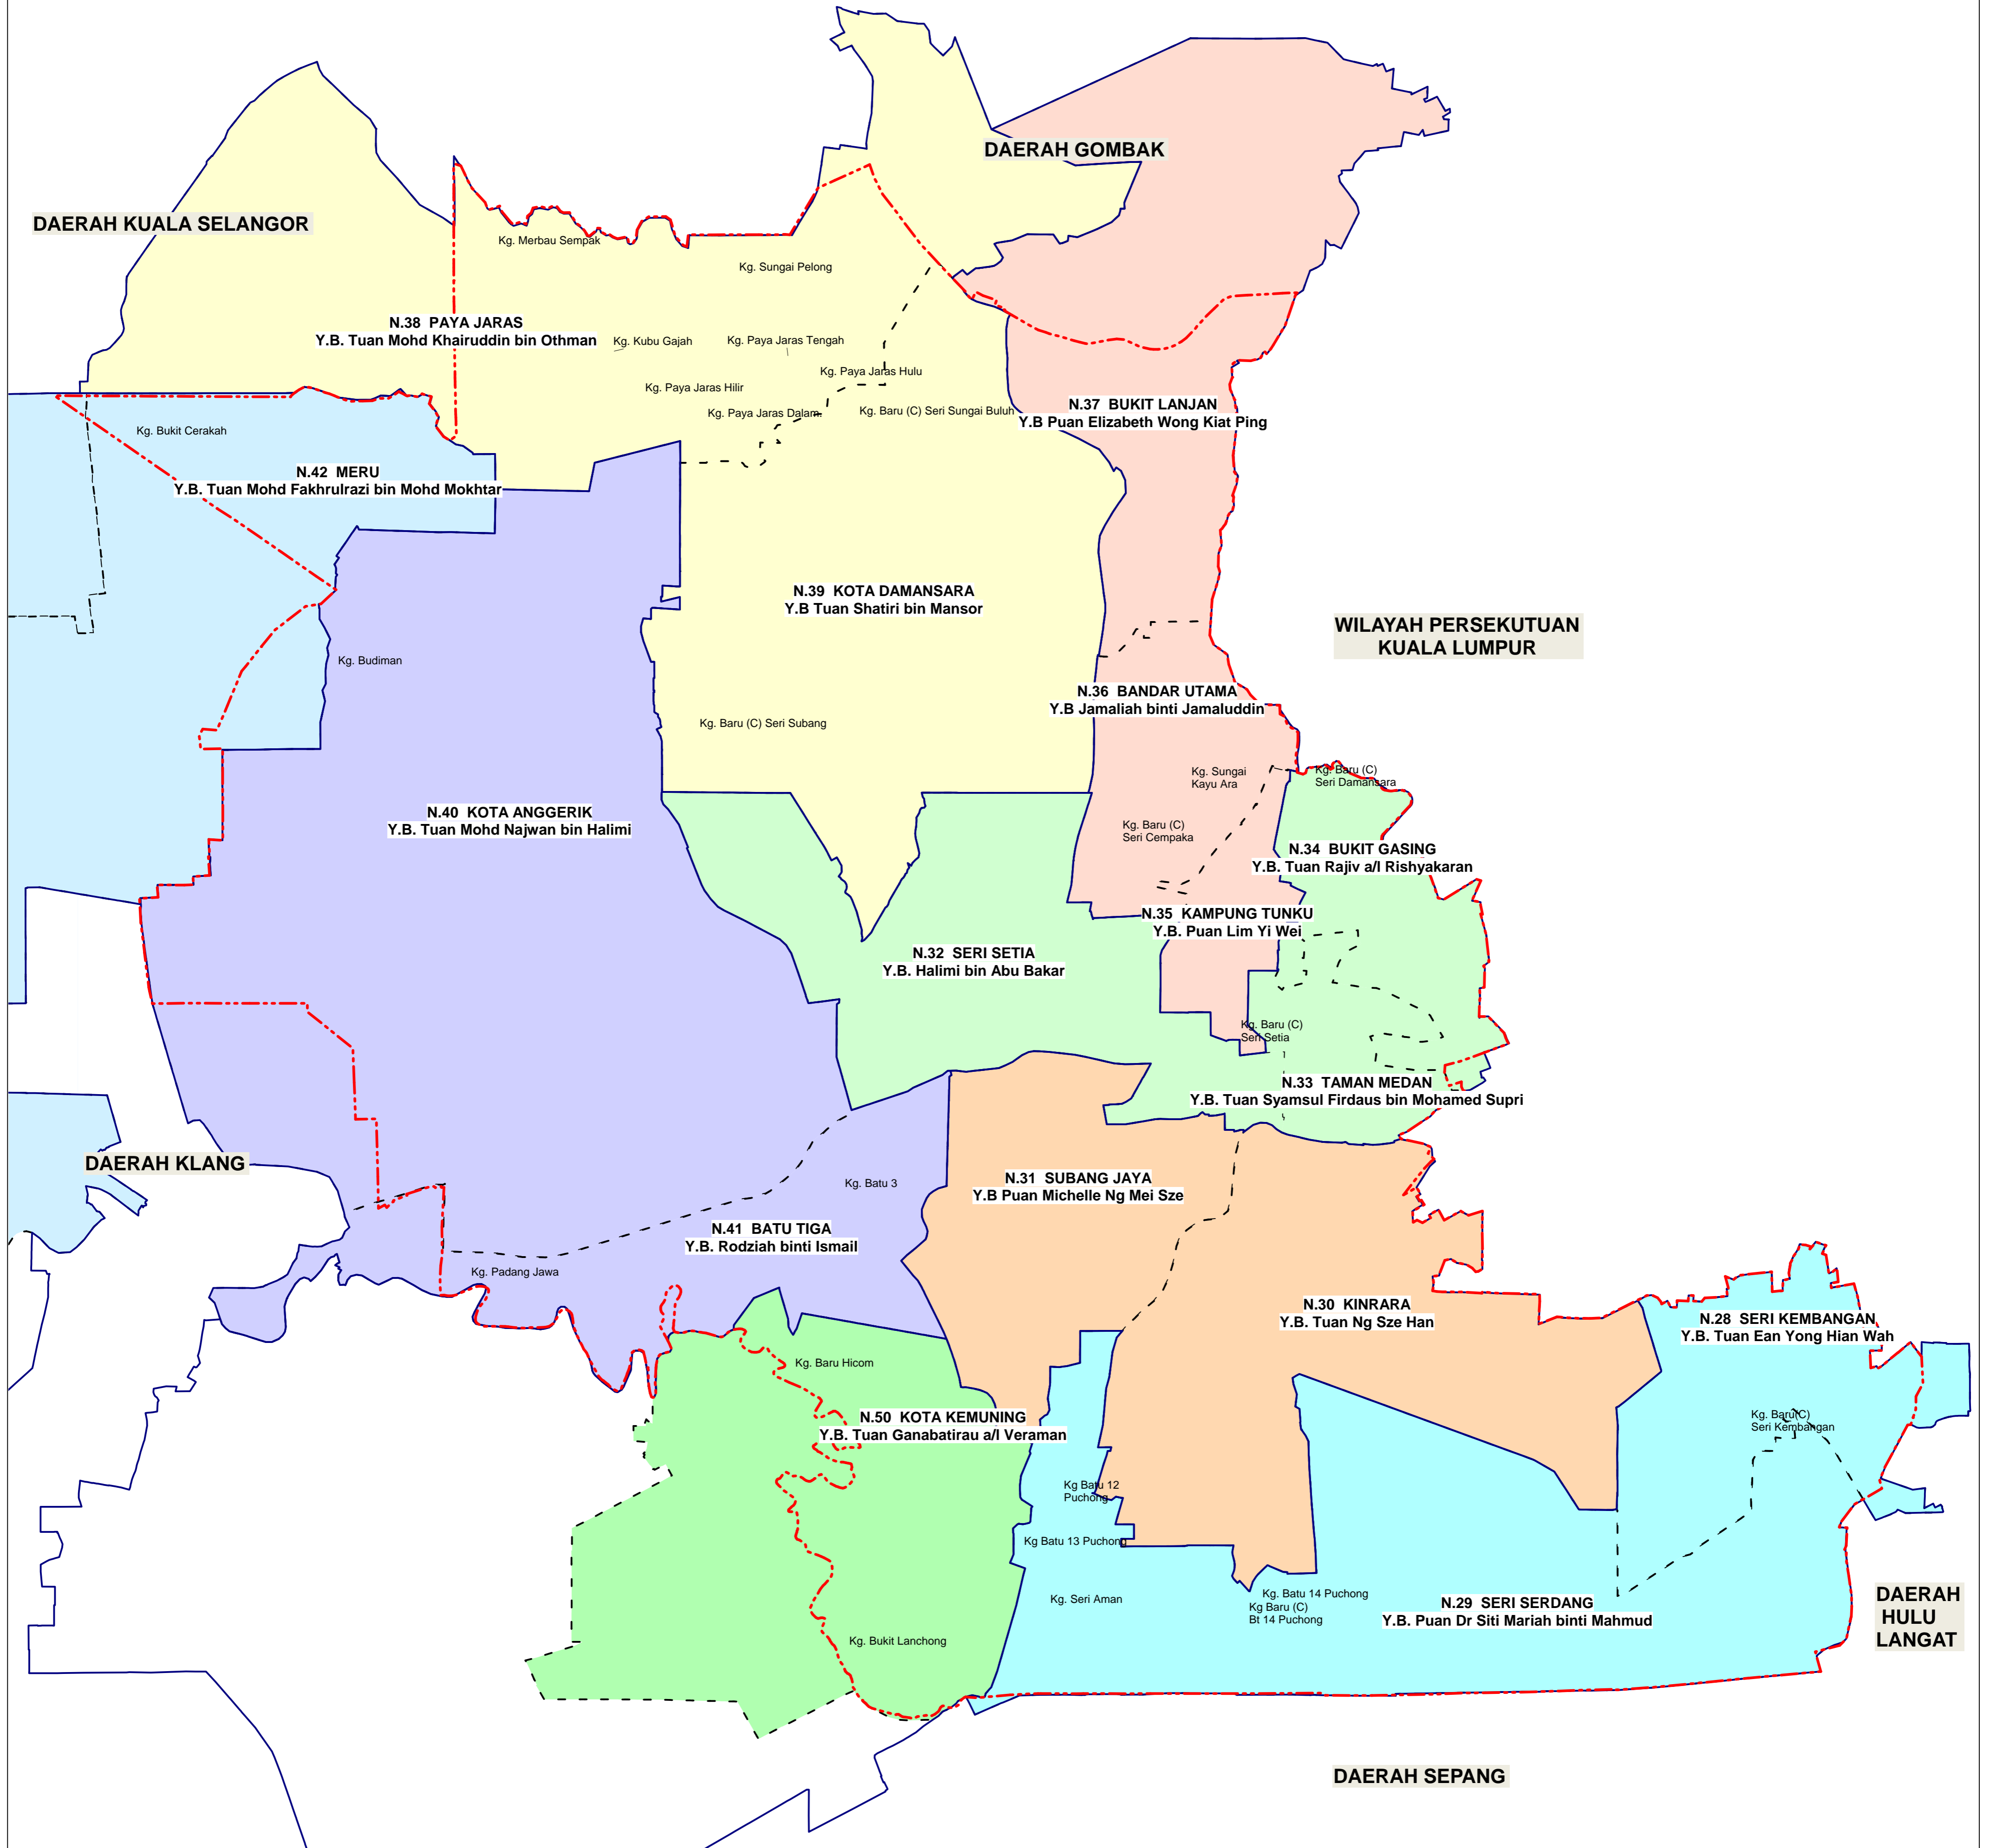 DAERAH GOMBAK
DAERAH KUALA SELANGOR
Kg. Merbau Sempak
Kg. Sungai Pelong
N.38 PAYA JARAS
Y.B. Tuan Mohd Khairuddin bin Othman
Kg. Kubu Gajah
Kg. Paya Jaras Tengah
Kg. Paya Jaras Hulu
Kg. Paya Jaras Hilir
Kg. Paya Jaras Dalam
Kg. Baru (C) Seri Sungai Buluh
N.37 BUKIT LANJAN
Y.B Puan Elizabeth Wong Kiat Ping
Kg. Bukit Cerakah
N.42 MERU
Y.B. Tuan Mohd Fakhrulrazi bin Mohd Mokhtar
N.39 KOTA DAMANSARA
Y.B Tuan Shatiri bin Mansor
WILAYAH PERSEKUTUAN
KUALA LUMPUR
Kg. Budiman
N.36 BANDAR UTAMA
Y.B Jamaliah binti Jamaluddin
Kg. Baru (C) Seri Subang
Kg. Sungai
Kayu Ara
Kg. Baru (C)
Seri Damansara
N.40 KOTA ANGGERIK
Y.B. Tuan Mohd Najwan bin Halimi
Kg. Baru (C)
Seri Cempaka
N.34 BUKIT GASING
Y.B. Tuan Rajiv a/l Rishyakaran
N.35 KAMPUNG TUNKU
Y.B. Puan Lim Yi Wei
N.32 SERI SETIA
Y.B. Halimi bin Abu Bakar
Kg. Baru (C)
Seri Setia
N.33 TAMAN MEDAN
Y.B. Tuan Syamsul Firdaus bin Mohamed Supri
DAERAH KLANG
Kg. Batu 3
N.31 SUBANG JAYA
Y.B Puan Michelle Ng Mei Sze
N.41 BATU TIGA
Y.B. Rodziah binti Ismail
Kg. Padang Jawa
N.30 KINRARA
Y.B. Tuan Ng Sze Han
N.28 SERI KEMBANGAN
Y.B. Tuan Ean Yong Hian Wah
Kg. Baru Hicom
N.50 KOTA KEMUNING
Y.B. Tuan Ganabatirau a/l Veraman
Kg. Baru(C)
Seri Kembangan
Kg Batu 12
Puchong
Kg Batu 13 Puchong
Kg. Seri Aman
Kg. Batu 14 Puchong
Kg Baru (C)
Bt 14 Puchong
N.29 SERI SERDANG
Y.B. Puan Dr Siti Mariah binti Mahmud
DAERAH
HULU
LANGAT
Kg. Bukit Lanchong
DAERAH SEPANG